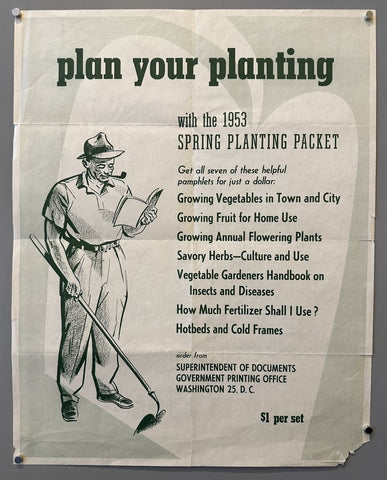 plan your planting
with the 1953
SPRING PLANTING PACKET
Get all seven of these helpful
pamphlets for just a dollar:
Growing Vegetables in Town and City
Growing Fruit for Home Use
Growing Annual Flowering Plants
Savory Herbs—Culture and Use
Vegetable Gardeners Handbook on
Insects and Diseases
How Much Fertilizer Shall I Use?
Hotbeds and Cold Frames
order from
SUPERINTENDENT OF DOCUMENTS
GOVERNMENT PRINTING OFFICE
WASHINGTON 25, D. C.
$1 per set